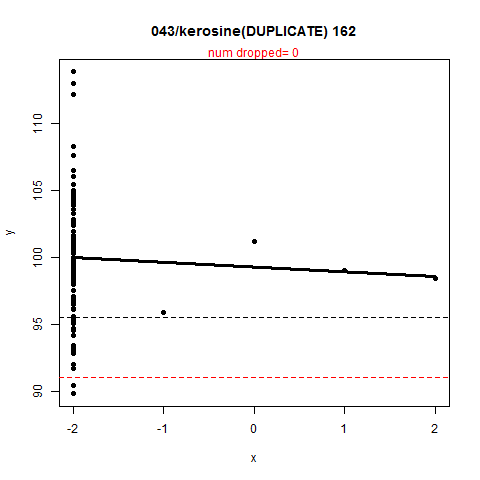 043/kerosine(DUPLICATE) 162
num dropped= 0
y
110
105
100
95
90
-2
-1
0
1
2
x